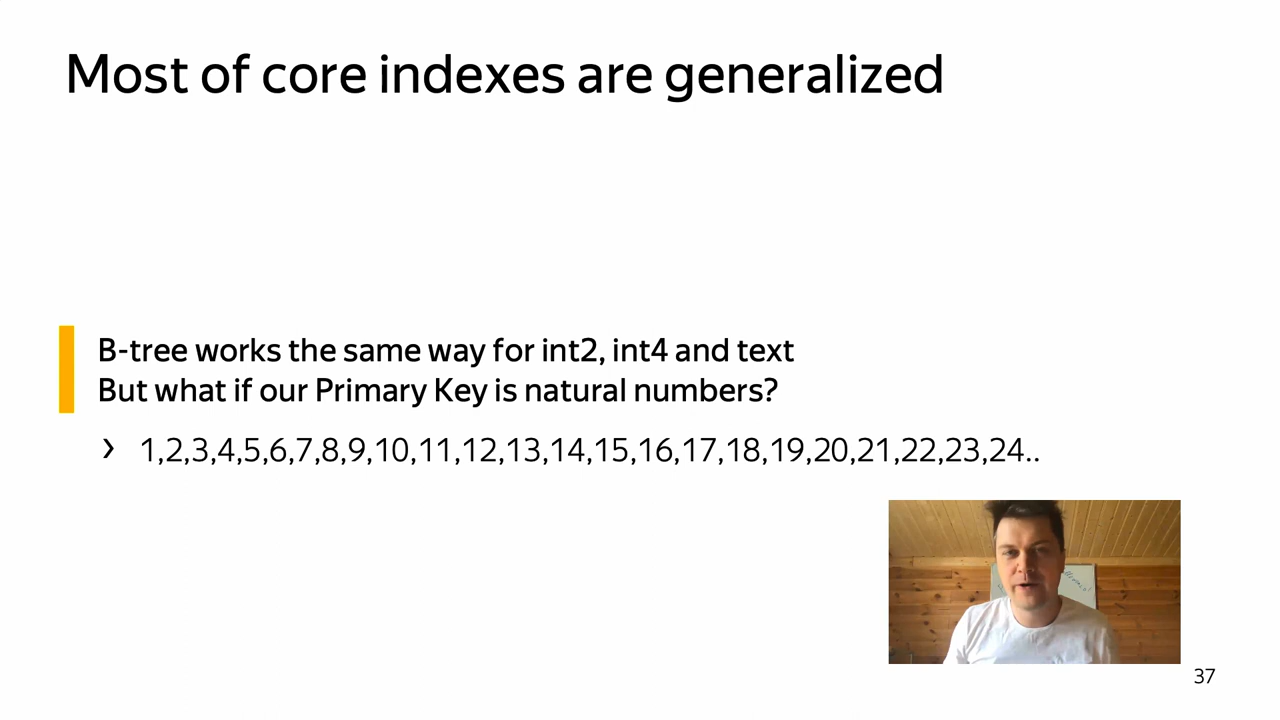 Most of core indexes are generalized
B-tree works the same way for int2, int4 and text
But what if our Primary Key is natural numbers?
› 1,2,3,4,5,6,7,8,9,10,11,12,13,14,15,16,17,18,19,20,21,22,23,24..
37